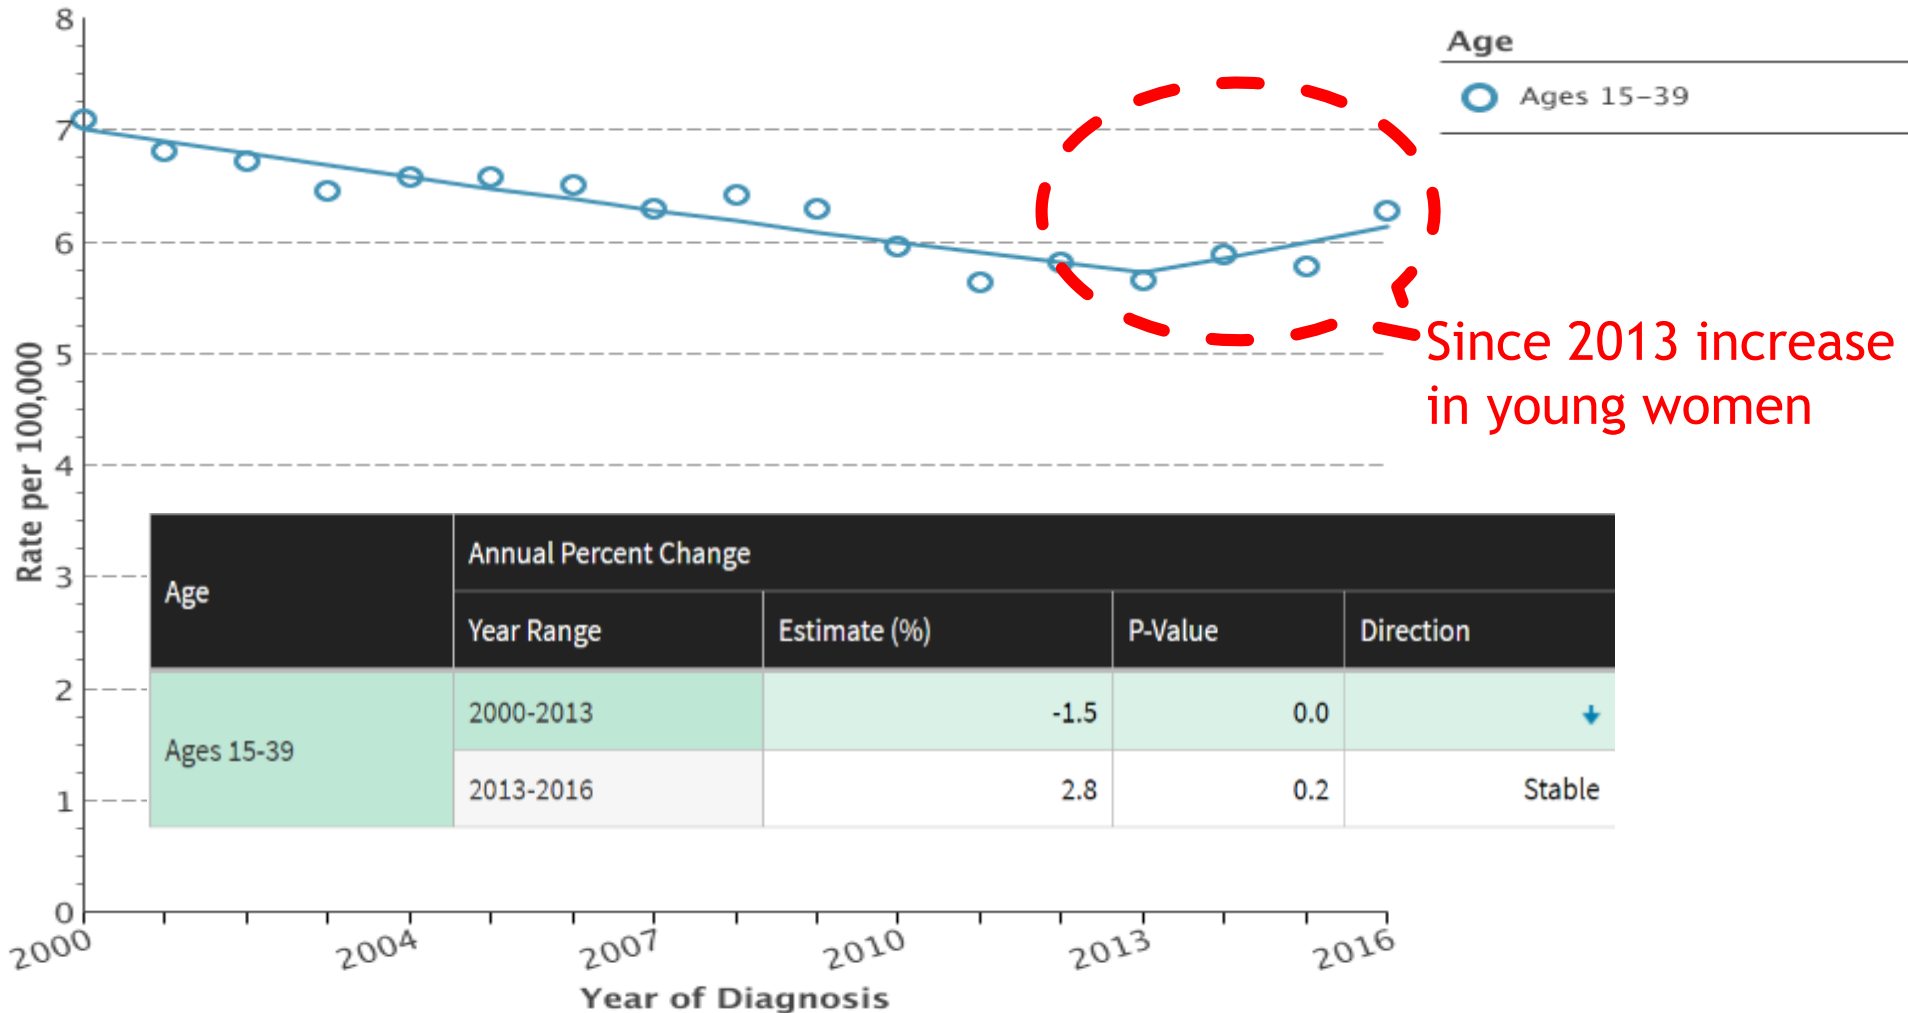 8
7
6
5
4
3
2
1
0
Rate per 100,000
2000
2004
2007
2010
2013
2016
Year of Diagnosis
Age
Ages 15–39
Since 2013 increase
in young women
Age
Annual Percent Change
Year Range Estimate (%) P-Value Direction
Ages 15-39
2000-2013 -1.5 0.0
2013-2016 2.8 0.2 Stable